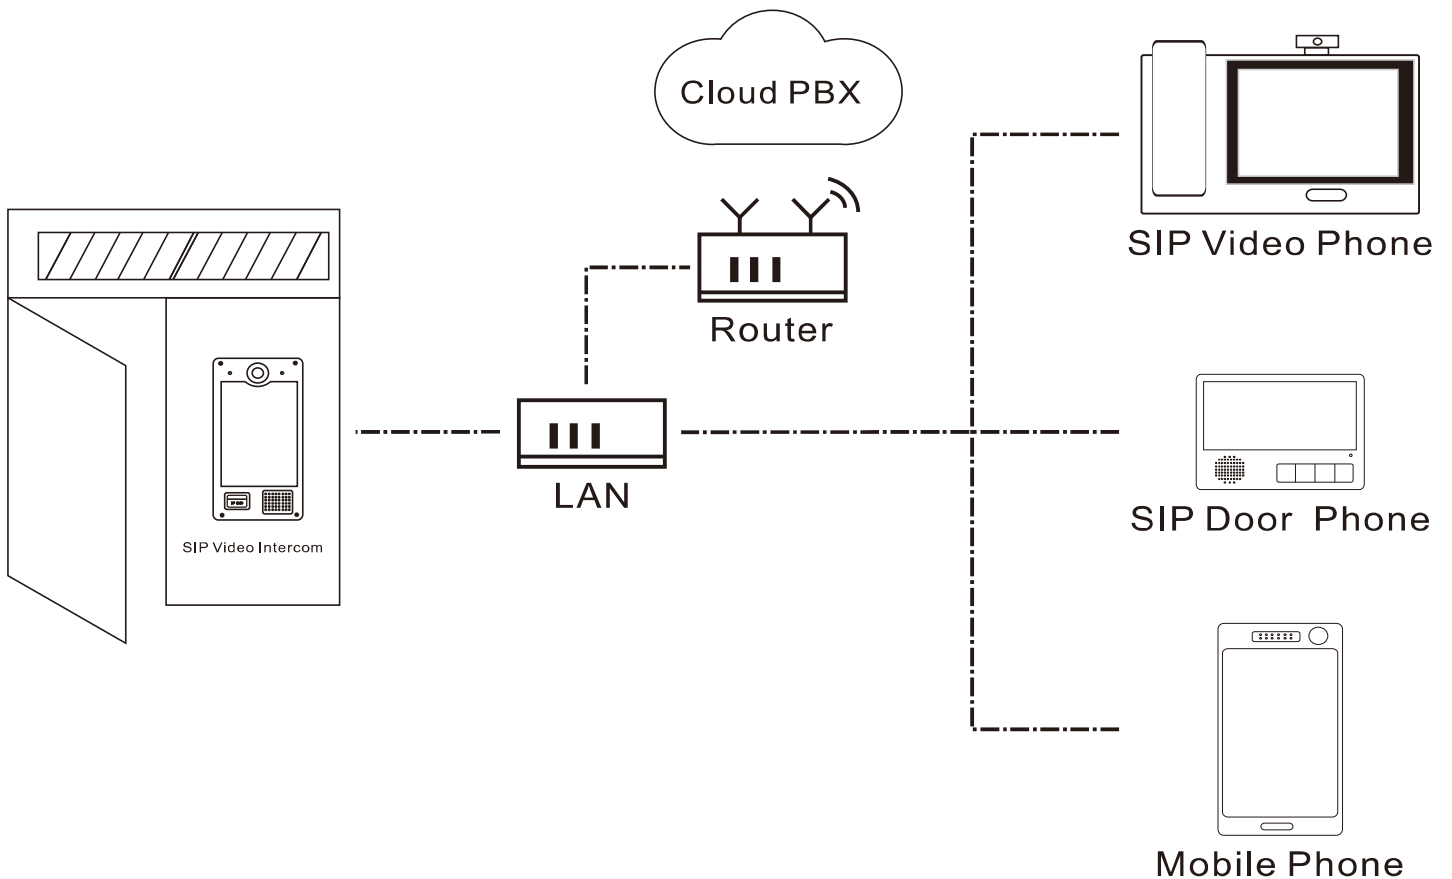 Cloud PBX
SIP Video Phone
Router
LAN
SIP Door Phone
SIP Video Intercom
Mobile Phone